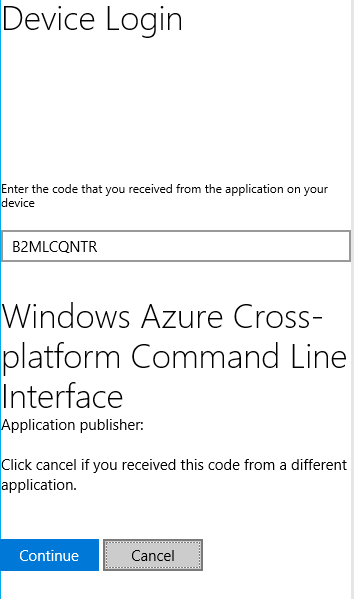 Device Login
Enter the code that you received from the application on your
device
B2MLCQNTR
Windows Azure Cross-
platform Command Line
Interface
Application publisher:
Click cancel if you received this code from a different
application.
Continue Cancel